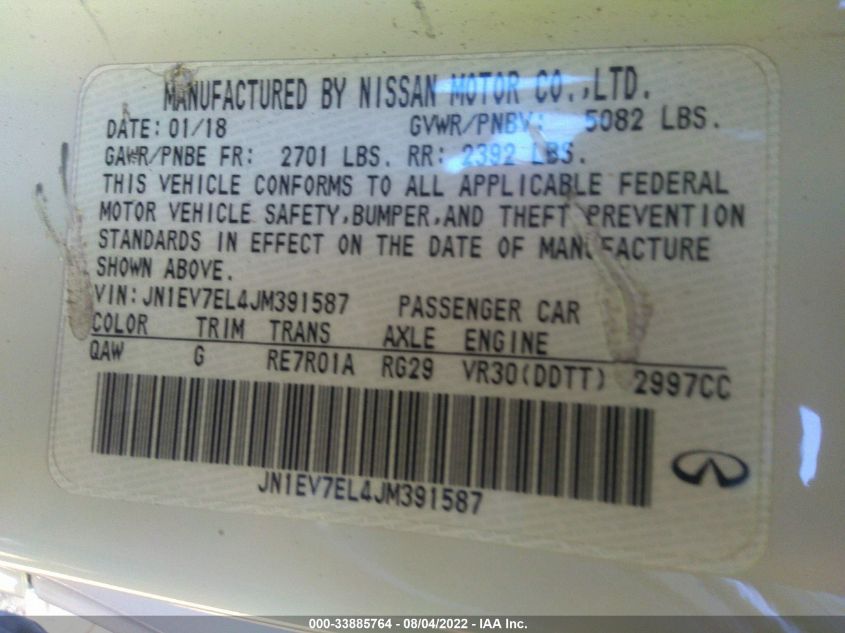 MANUFACTURED BY NISSAN MOTOR CO.,LTD.
DATE: 01/18 GVWR/PNBV: 5082 LBS.
GAWR/PNBE FR: 2701 LBS. RR: 2392 LBS.
THIS VEHICLE CONFORMS TO ALL APPLICABLE FEDERAL
MOTOR VEHICLE SAFETY,BUMPER,AND THEFT PREVENTION
STANDARDS IN EFFECT ON THE DATE OF MANUFACTURE
SHOWN ABOVE.
VIN: JN1EV7EL4JM391587 PASSENGER CAR
COLOR TRIM TRANS AXLE ENGINE
QAW G RE7R01A RG29 VR30(DDTT) 2997CC
JN1EV7EL4JM391587
000-33885764 - 08/04/2022 - IAA Inc.